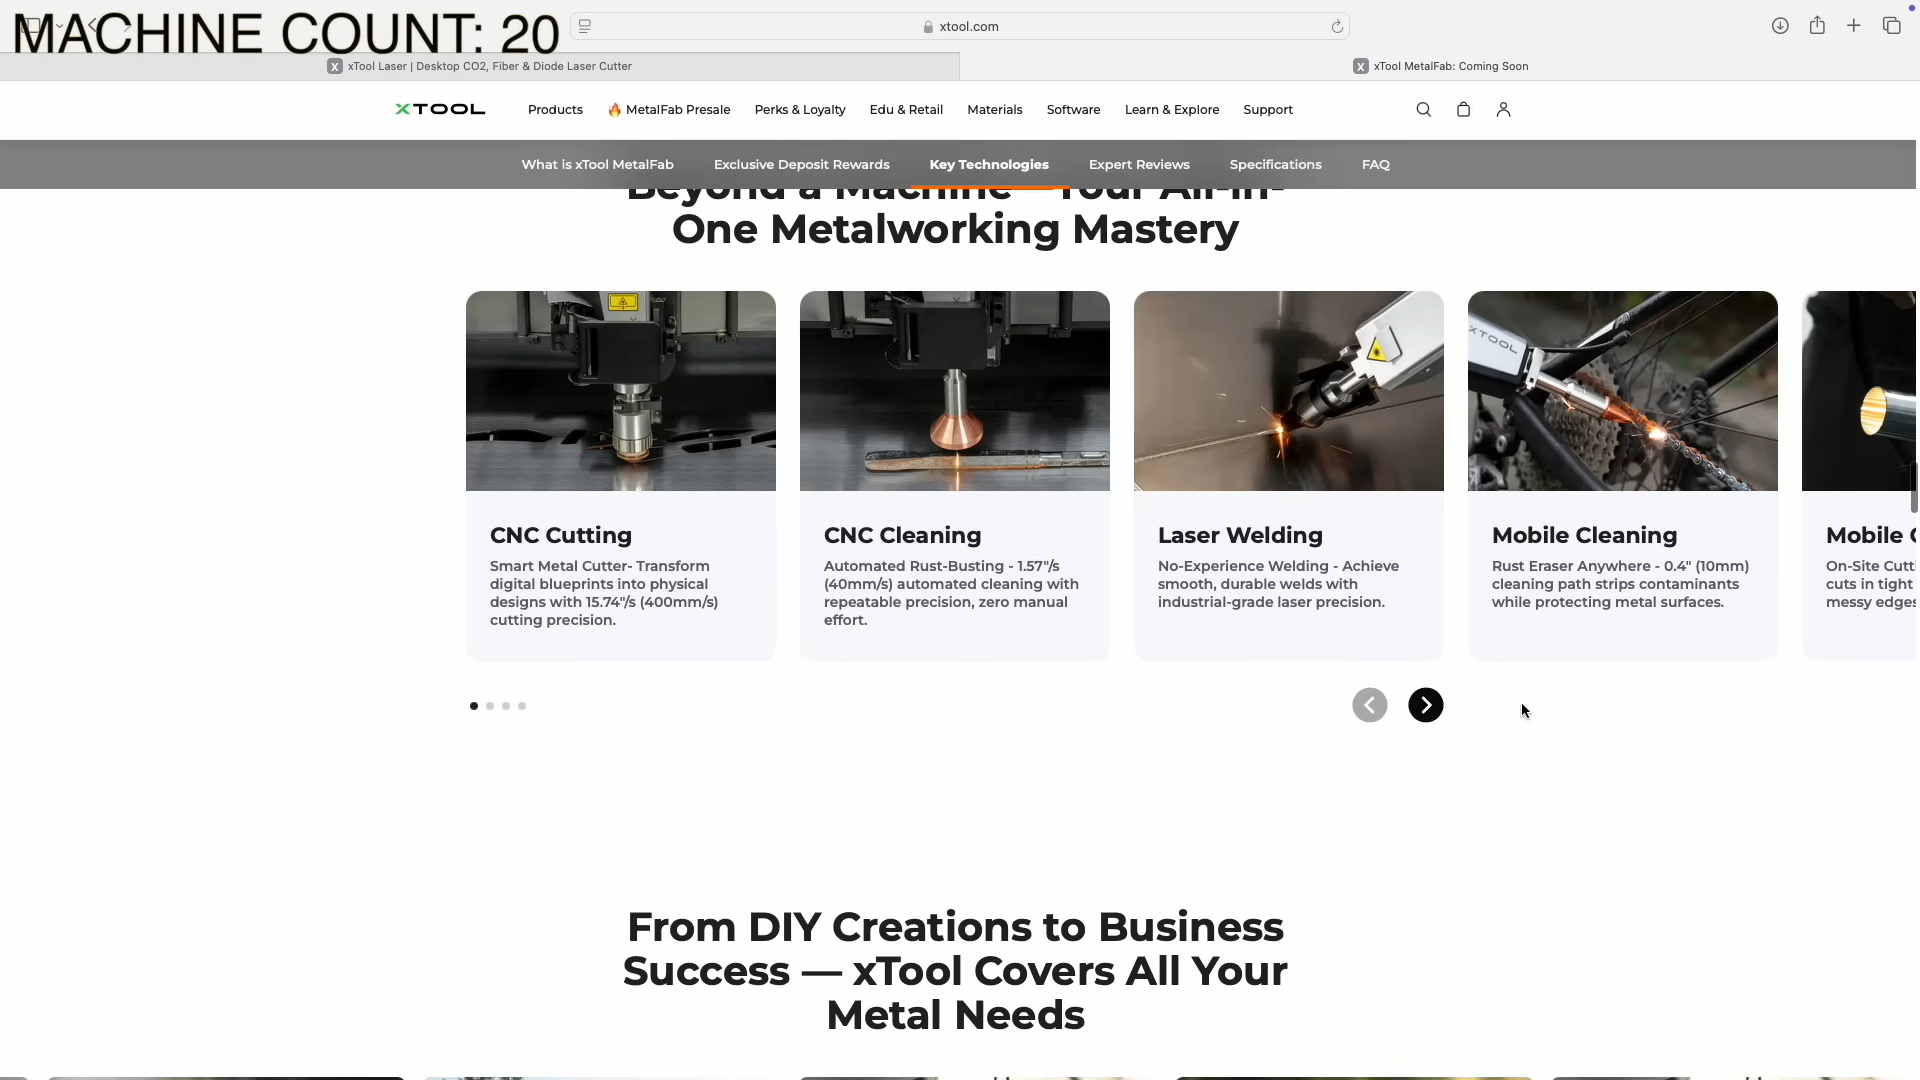 MACHINE COUNT: 20
xtool.com
X xTool Laser | Desktop CO2, Fiber & Diode Laser Cutter
X xTool MetalFab: Coming Soon
XTOOL
Products
MetalFab Presale
Perks & Loyalty
Edu & Retail
Materials
Software
Learn & Explore
Support
What is xTool MetalFab
Exclusive Deposit Rewards
Key Technologies
Expert Reviews
Specifications
FAQ
Beyond a Machine—Your All-in-
One Metalworking Mastery
XTOOL
CNC Cutting
Smart Metal Cutter- Transform
digital blueprints into physical
designs with 15.74"/s (400mm/s)
cutting precision.
CNC Cleaning
Automated Rust-Busting - 1.57"/s
(40mm/s) automated cleaning with
repeatable precision, zero manual
effort.
Laser Welding
No-Experience Welding - Achieve
smooth, durable welds with
industrial-grade laser precision.
Mobile Cleaning
Rust Eraser Anywhere - 0.4" (10mm)
cleaning path strips contaminants
while protecting metal surfaces.
Mobile
On-Site
cuts in tight
messy edges
From DIY Creations to Business
Success — xTool Covers All Your
Metal Needs